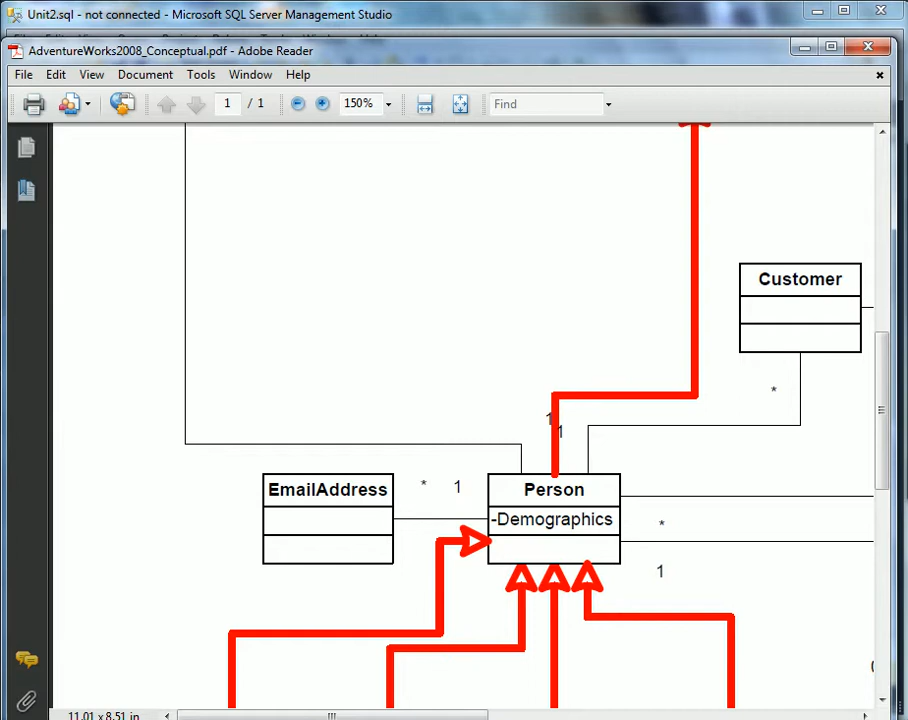 Unit2.sql - not connected - Microsoft SQL Server Management Studio
AdventureWorks2008_Conceptual.pdf - Adobe Reader
File Edit View Document Tools Window Help
1 / 1 150% Find
Customer
*
1
1
EmailAddress
* 1
Person
-Demographics
*
1
11.01 x 8.51 in